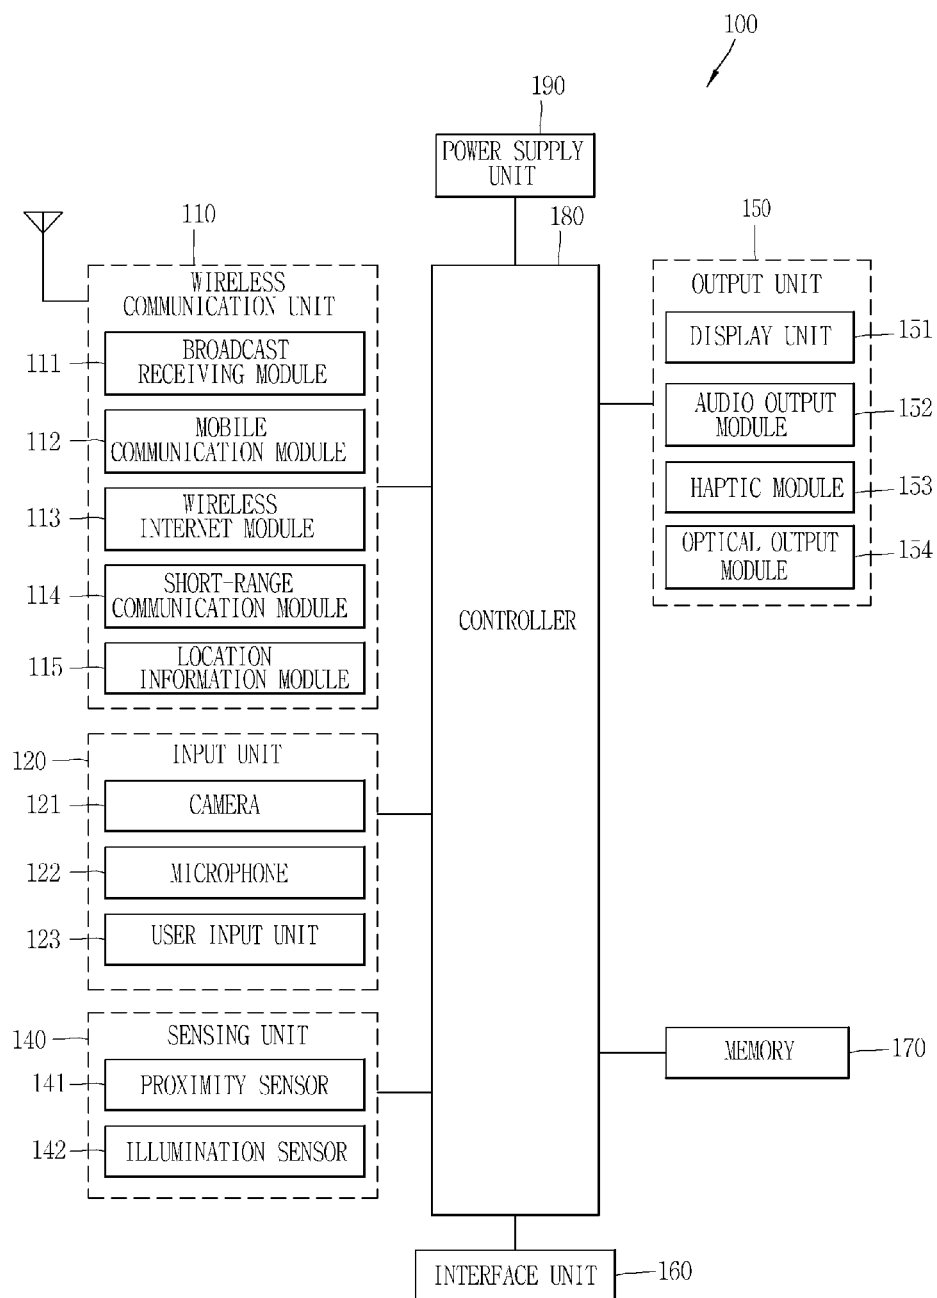 100
190
POWER SUPPLY
UNIT
110
180
150
WIRELESS
COMMUNICATION UNIT
111
BROADCAST
RECEIVING MODULE
112
MOBILE
COMMUNICATION MODULE
113
WIRELESS
INTERNET MODULE
114
SHORT-RANGE
COMMUNICATION MODULE
115
LOCATION
INFORMATION MODULE
120
INPUT UNIT
121
CAMERA
122
MICROPHONE
123
USER INPUT UNIT
140
SENSING UNIT
141
PROXIMITY SENSOR
142
ILLUMINATION SENSOR
CONTROLLER
OUTPUT UNIT
DISPLAY UNIT
151
AUDIO OUTPUT
MODULE
152
HAPTIC MODULE
153
OPTICAL OUTPUT
MODULE
154
MEMORY
170
INTERFACE UNIT
160